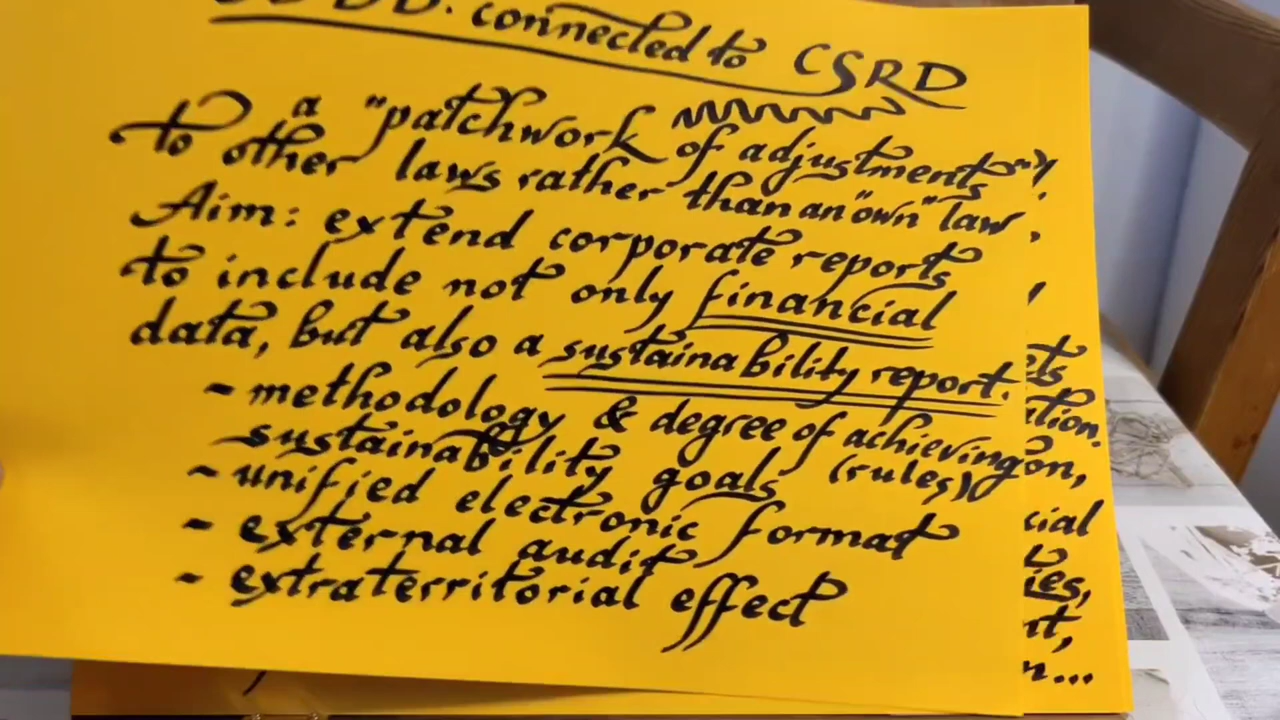 connected to CSRD
a "patchwork of adjustments"
to other laws rather than an "own" law
Aim: extend corporate reports
to include not only financial
data, but also a sustainability report.
- methodology & degree of achieving
sustainability goals (rules)
- unified electronic format
- external audit
- extraterritorial effect